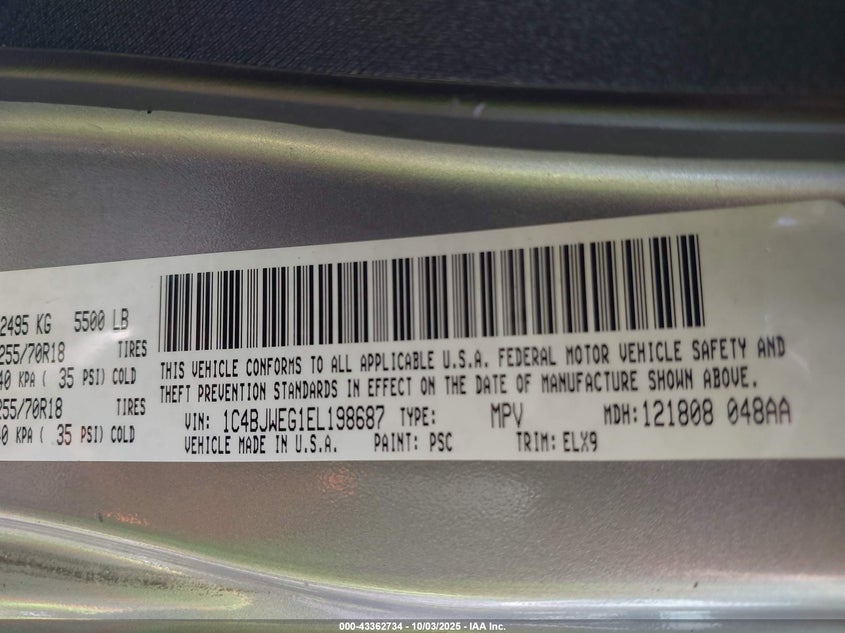 2495 KG 5500 LB
255/70R18 TIRES
40 KPA ( 35 PSI) COLD
255/70R18 TIRES
40 KPA ( 35 PSI) COLD
THIS VEHICLE CONFORMS TO ALL APPLICABLE U.S.A. FEDERAL MOTOR VEHICLE SAFETY AND
THEFT PREVENTION STANDARDS IN EFFECT ON THE DATE OF MANUFACTURE SHOWN ABOVE.
VIN: 1C4BJWEG1EL198687 TYPE: MPV MDH:121808 048AA
VEHICLE MADE IN U.S.A. PAINT: PSC TRIM: ELX9
000-43362734 - 10/03/2025 - IAA Inc.